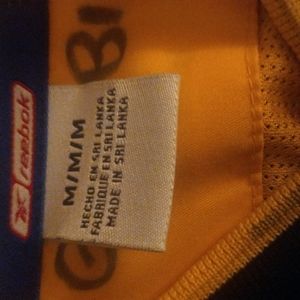 Reebok
M/M/M
HECHO EN SRI LANKA
FABRIQUE EN SRI LANKA
MADE IN SRI LANKA